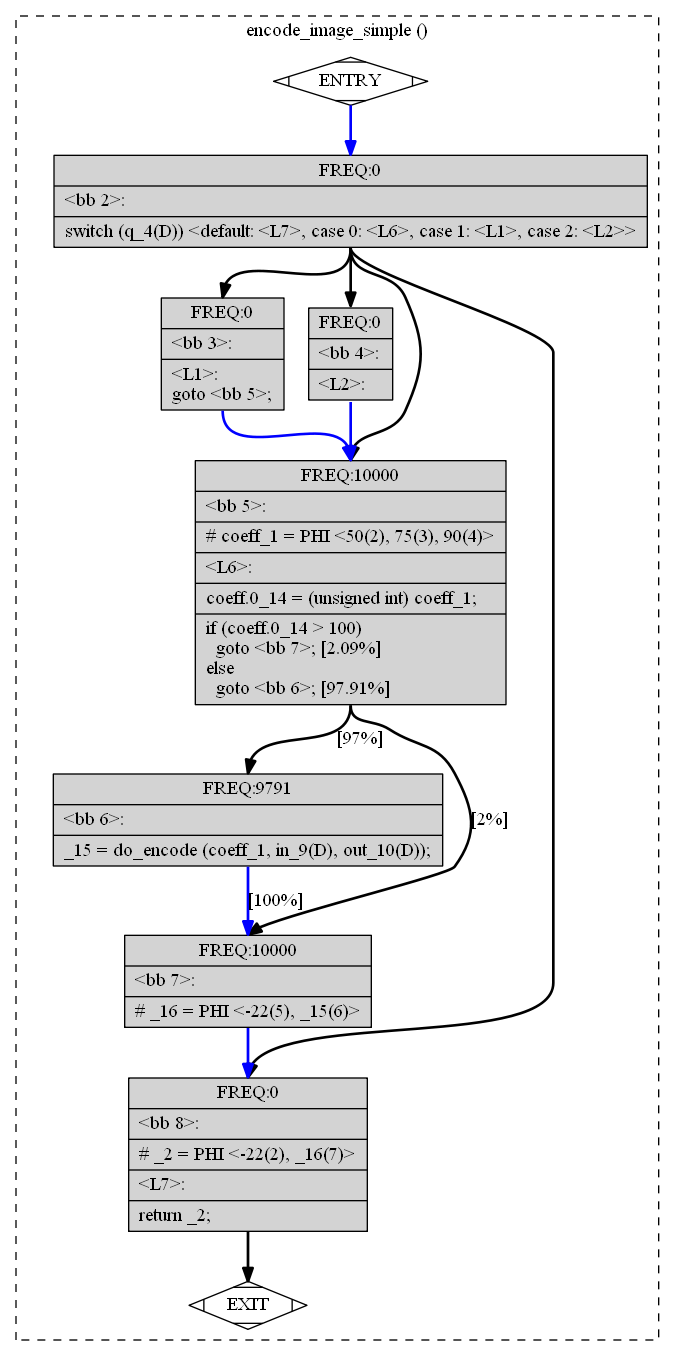 encode_image_simple ()
ENTRY
FREQ:0
<bb 2>:
switch (q_4(D)) <default: <L7>, case 0: <L6>, case 1: <L1>, case 2: <L2>>
FREQ:0
<bb 3>:
<L1>:
goto <bb 5>;
FREQ:0
<bb 4>:
<L2>:
FREQ:10000
<bb 5>:
# coeff_1 = PHI <50(2), 75(3), 90(4)>
<L6>:
coeff.0_14 = (unsigned int) coeff_1;
if (coeff.0_14 > 100)
goto <bb 7>; [2.09%]
else
goto <bb 6>; [97.91%]
[97%]
[2%]
FREQ:9791
<bb 6>:
_15 = do_encode (coeff_1, in_9(D), out_10(D));
[100%]
FREQ:10000
<bb 7>:
# _16 = PHI <-22(5), _15(6)>
FREQ:0
<bb 8>:
# _2 = PHI <-22(2), _16(7)>
<L7>:
return _2;
EXIT